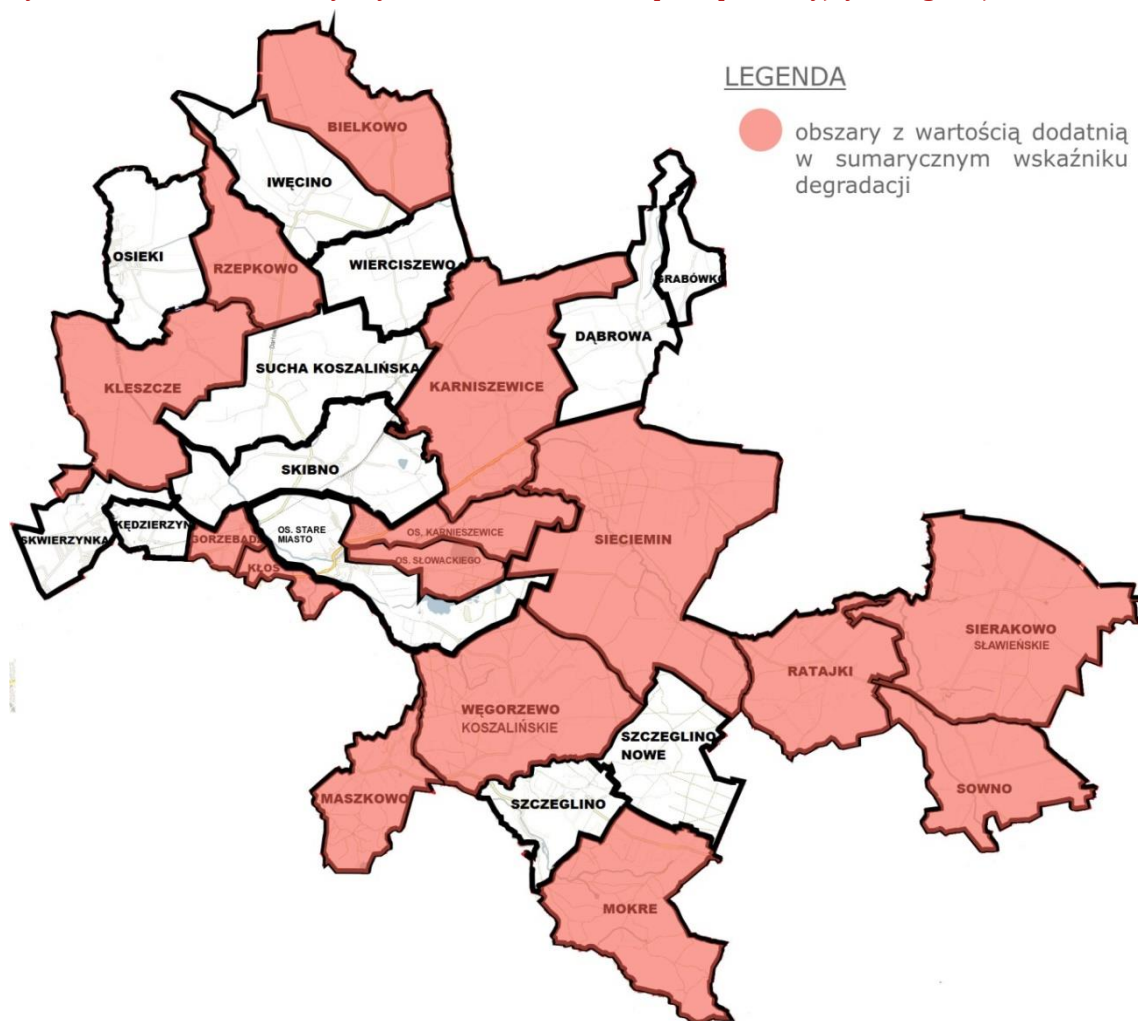 LEGENDA
obszary z wartością dodatnią
w sumarycznym wskaźniku
degradacji
BIELKOWO
IWĘCINO
OSIEKI
RZEPKOWO
WIERCISZEWO
GRABÓWKO
DĄBROWA
SUCHA KOSZALIŃSKA
KLESZCZE
KARNISZEWICE
SKIBNO
SKWIERZYNKA
KĘDZIERZYN
GORZEBĄDZ
KŁOS
OS. STARE
MIASTO
OS. KARNIESZEWICE
OS. SŁOWACKIEGO
SIECIEMIN
SIERAKOWO
SŁAWIEŃSKIE
RATAJKI
WĘGORZEWO
KOSZALIŃSKIE
SZCZEGLINO
NOWE
SOWNO
MASZKOWO
SZCZEGLINO
MOKRE